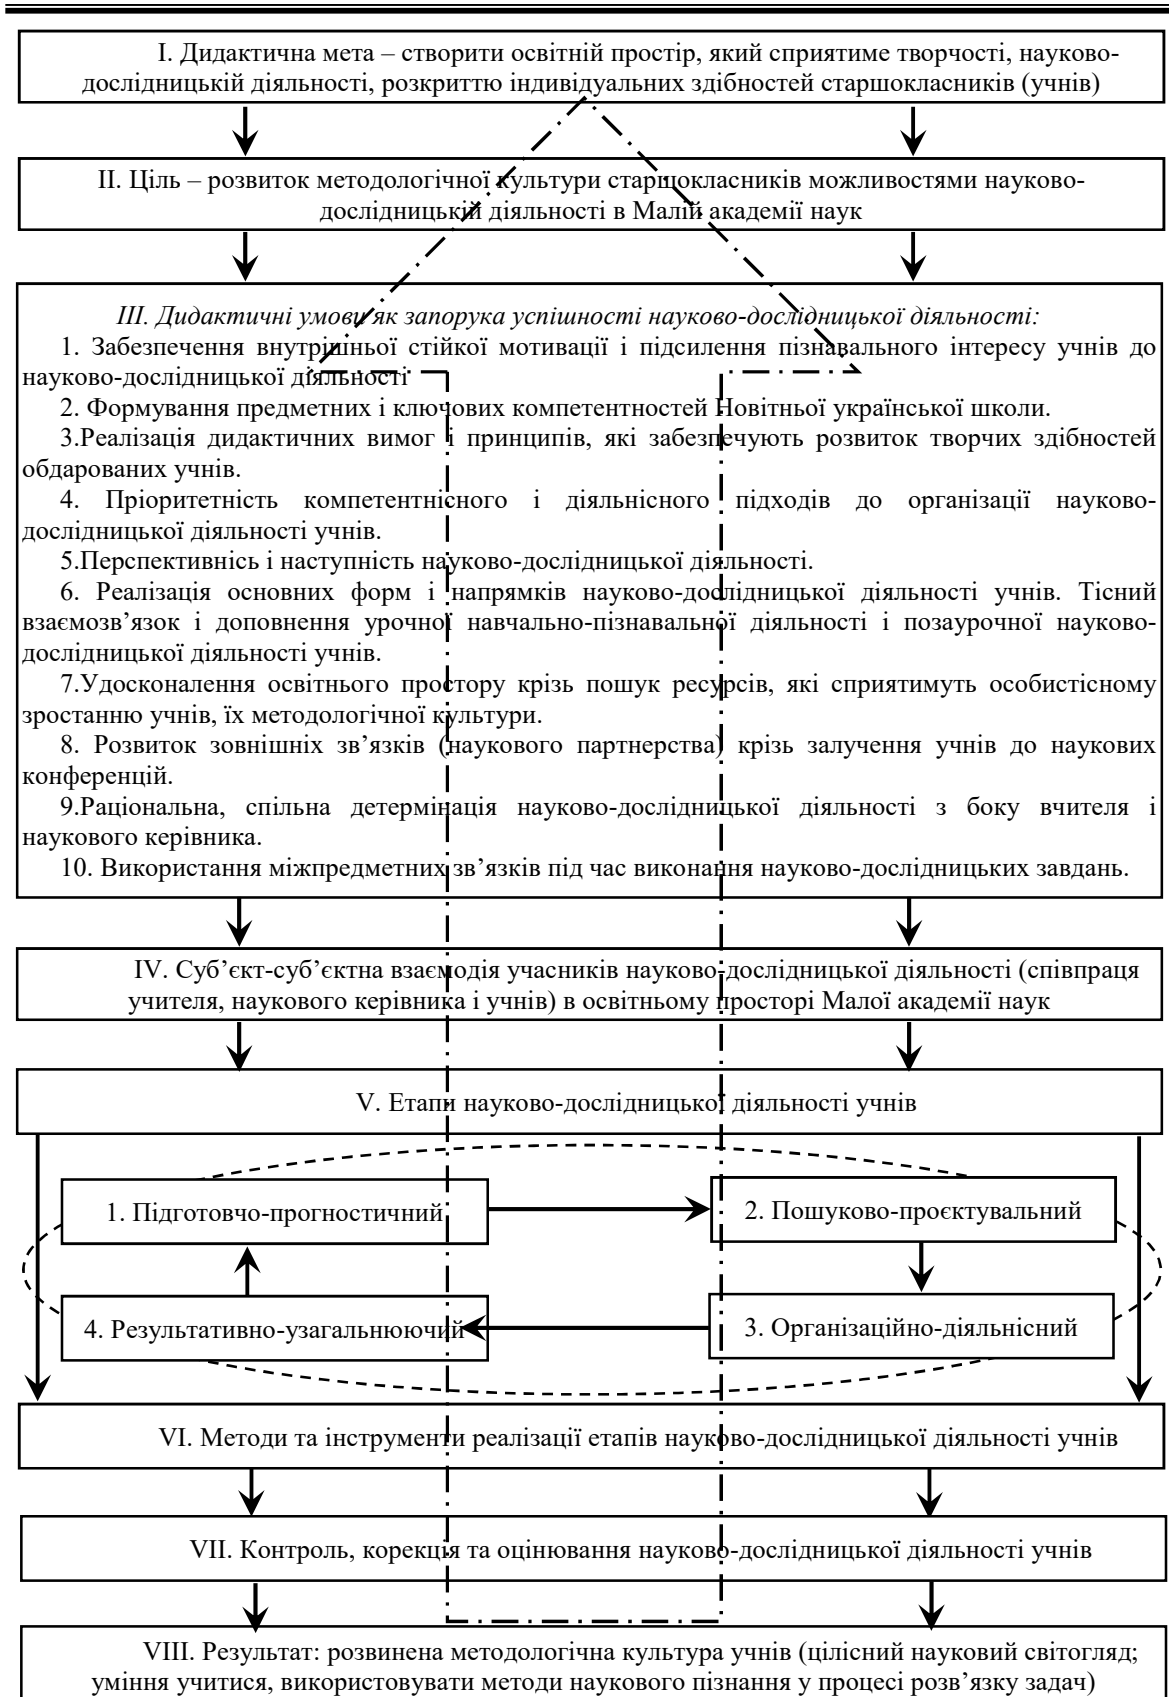 І. Дидактична мета – створити освітній простір, який сприятиме творчості, науково-
дослідницькій діяльності, розкриттю індивідуальних здібностей старшокласників (учнів)
ІІ. Ціль – розвиток методологічної культури старшокласників можливостями науково-
дослідницькій діяльності в Малій академії наук
ІІІ. Дидактичні умови як запорука успішності науково-дослідницької діяльності:
1. Забезпечення внутрішньої стійкої мотивації і підсилення пізнавального інтересу учнів до
науково-дослідницької діяльності
2. Формування предметних і ключових компетентностей Новітньої української школи.
3.Реалізація дидактичних вимог і принципів, які забезпечують розвиток творчих здібностей
обдарованих учнів.
4. Пріоритетність компетентнісного і діяльнісного підходів до організації науково-
дослідницької діяльності учнів.
5.Перспективнісь і наступність науково-дослідницької діяльності.
6. Реалізація основних форм і напрямків науково-дослідницької діяльності учнів. Тісний
взаємозв’язок і доповнення урочної навчально-пізнавальної діяльності і позаурочної науково-
дослідницької діяльності учнів.
7.Удосконалення освітнього простору крізь пошук ресурсів, які сприятимуть особистісному
зростанню учнів, їх методологічної культури.
8. Розвиток зовнішніх зв’язків (наукового партнерства) крізь залучення учнів до наукових
конференцій.
9.Раціональна, спільна детермінація науково-дослідницької діяльності з боку вчителя і
наукового керівника.
10. Використання міжпредметних зв’язків під час виконання науково-дослідницьких завдань.
IV. Суб’єкт-суб’єктна взаємодія учасників науково-дослідницької діяльності (співпраця
учителя, наукового керівника і учнів) в освітньому просторі Малої академії наук
V. Етапи науково-дослідницької діяльності учнів
1. Підготовчо-прогностичний
2. Пошуково-проєктувальний
4. Результативно-узагальнюючий
3. Організаційно-діяльнісний
VI. Методи та інструменти реалізації етапів науково-дослідницької діяльності учнів
VII. Контроль, корекція та оцінювання науково-дослідницької діяльності учнів
VIII. Результат: розвинена методологічна культура учнів (цілісний науковий світогляд;
уміння учитися, використовувати методи наукового пізнання у процесі розв’язку задач)